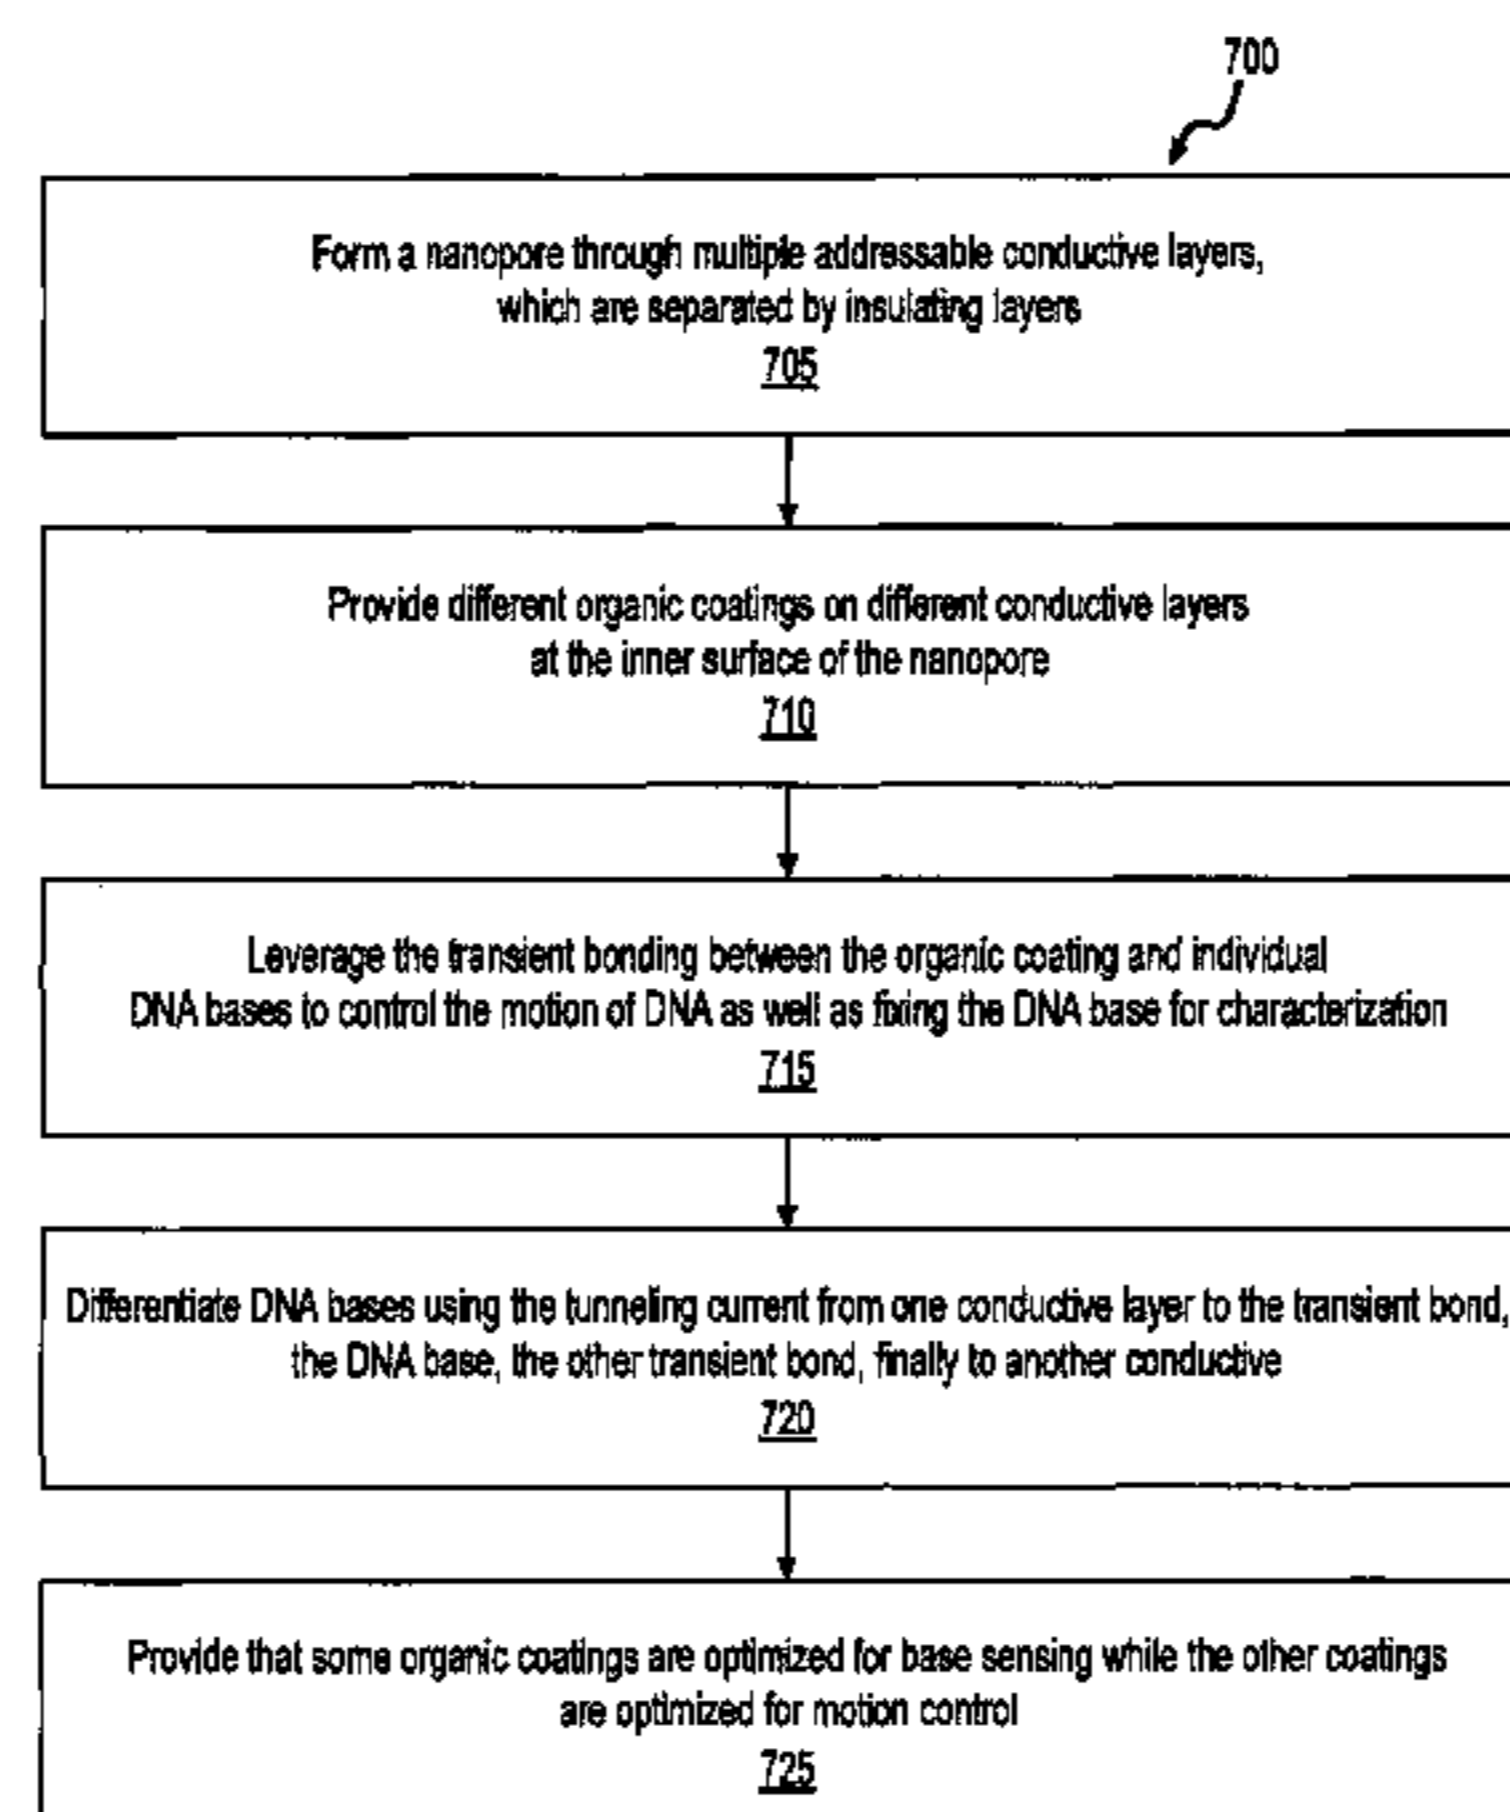 700
Form a nanopore through multiple addressable conductive layers,
which are separated by insulating layers
705
Provide different organic coatings on different conductive layers
at the inner surface of the nanopore
710
Leverage the transient bonding between the organic coating and individual
DNA bases to control the motion of DNA as well as fixing the DNA base for characterization
715
Differentiate DNA bases using the tunneling current from one conductive layer to the transient bond,
the DNA base, the other transient bond, finally to another conductive
720
Provide that some organic coatings are optimized for base sensing while the other coatings
are optimized for motion control
725